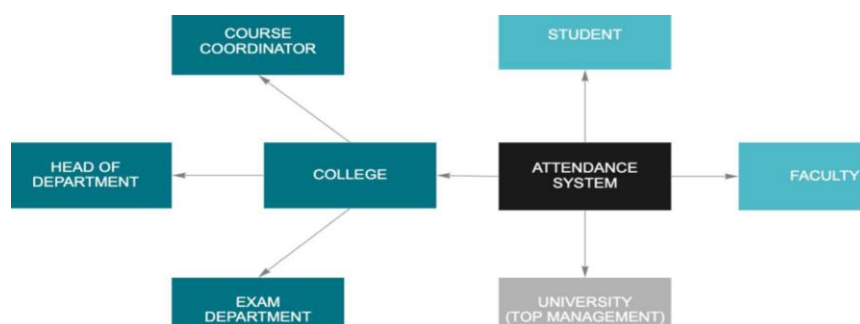 COURSE
COORDINATOR
STUDENT
HEAD OF
DEPARTMENT
COLLEGE
ATTENDANCE
SYSTEM
FACULTY
EXAM
DEPARTMENT
UNIVERSITY
(TOP MANAGEMENT)